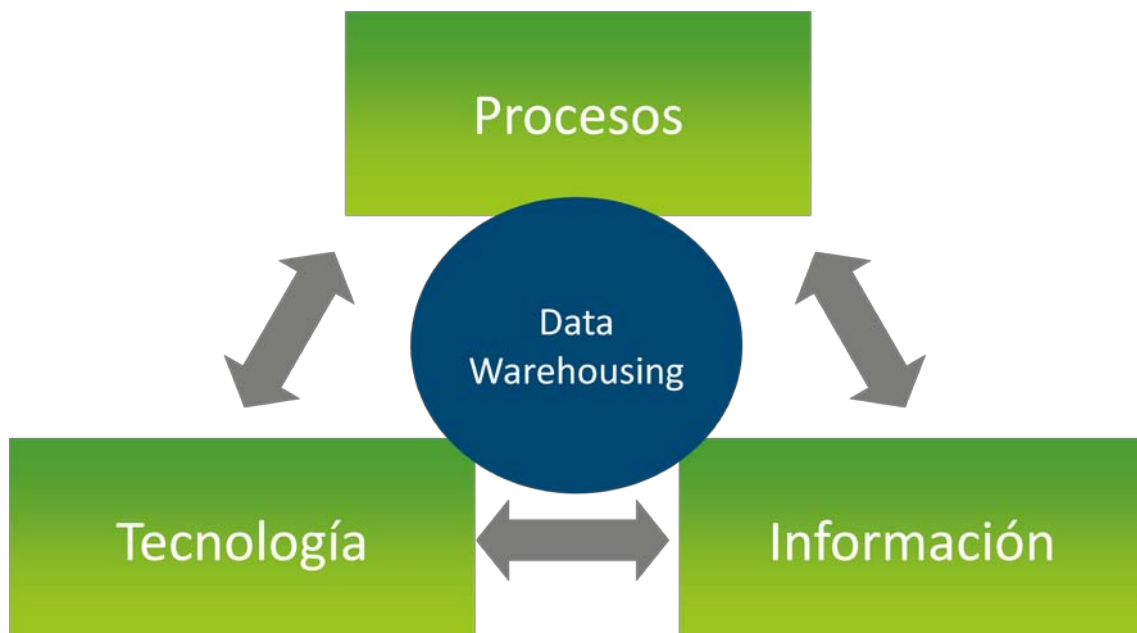 Procesos
Data
Warehousing
Tecnología
Información